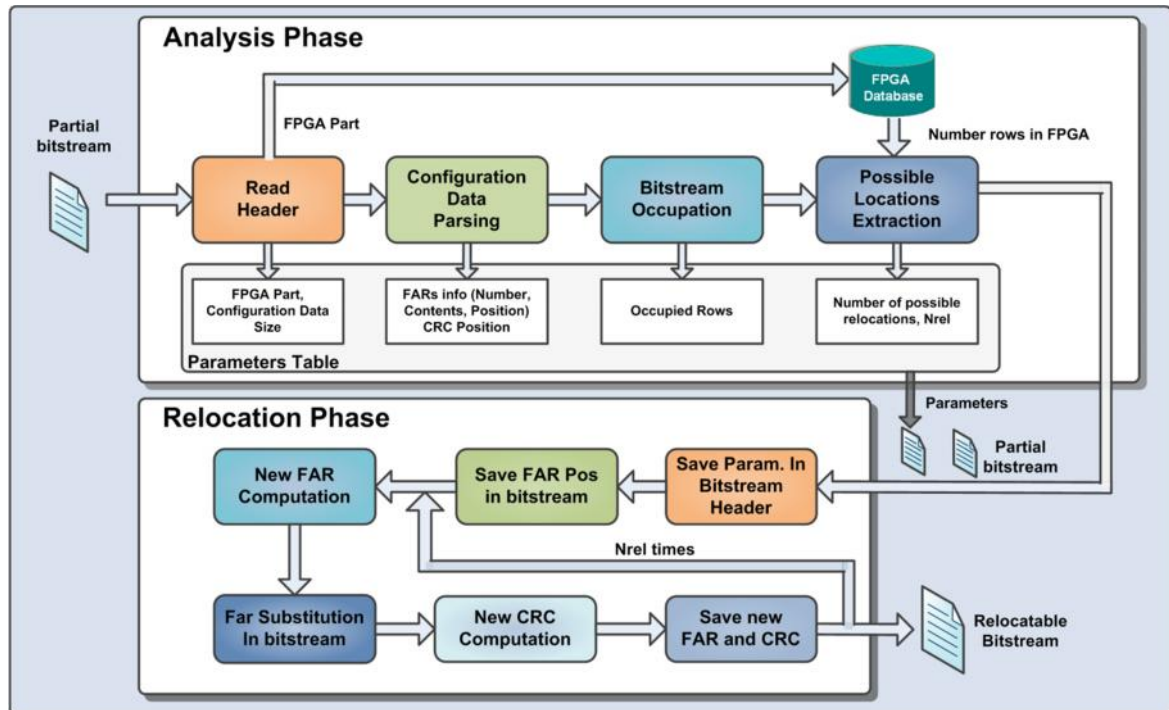 Analysis Phase
FPGA
Database
FPGA Part
Number rows in FPGA
Partial
bitstream
Read
Header
Configuration
Data
Parsing
Bitstream
Occupation
Possible
Locations
Extraction
FPGA Part,
Configuration Data
Size
FARs info (Number,
Contents, Position)
CRC Position
Occupied Rows
Number of possible
relocations, Nrel
Parameters Table
Parameters
Partial
bitstream
Relocation Phase
New FAR
Computation
Save FAR Pos
in bitstream
Save Param. In
Bitstream
Header
Nrel times
Far Substitution
In bitstream
New CRC
Computation
Save new
FAR and CRC
Relocatable
Bitstream